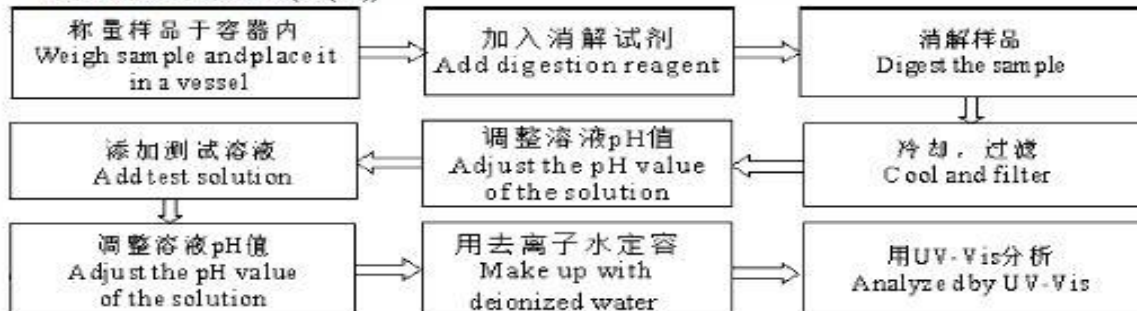 称量样品于容器内
Weigh sample and place it
in a vessel
加入消解试剂
Add digestion reagent
消解样品
Digest the sample
冷却，过滤
Cool and filter
调整溶液pH值
Adjust the pH value
of the solution
添加测试溶液
Add test solution
调整溶液pH值
Adjust the pH value
of the solution
用去离子水定容
Make up with
deionized water
用UV-Vis分析
Analyzed by UV-Vis